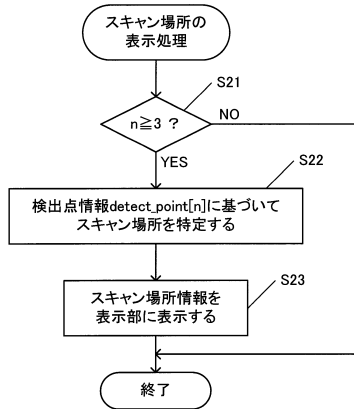 スキャン場所の
表示処理
S21
n≧3 ?
NO
YES
S22
検出点情報detect_point[n]に基づいて
スキャン場所を特定する
S23
スキャン場所情報を
表示部に表示する
終了